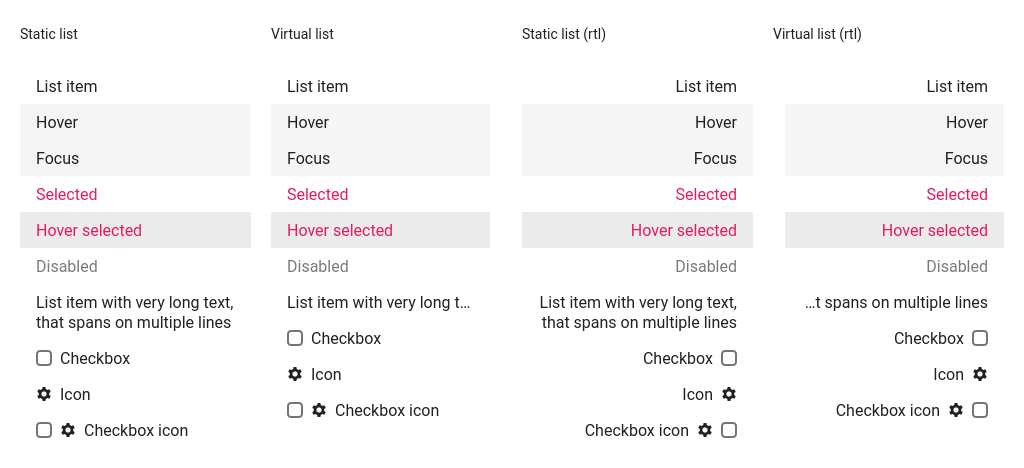 Static list
List item
Hover
Focus
Selected
Hover selected
Disabled
List item with very long text,
that spans on multiple lines
Checkbox
Icon
Checkbox icon
Virtual list
List item
Hover
Focus
Selected
Hover selected
Disabled
List item with very long t…
Checkbox
Icon
Checkbox icon
Static list (rtl)
List item
Hover
Focus
Selected
Hover selected
Disabled
List item with very long text,
that spans on multiple lines
Checkbox
Icon
Checkbox icon
Virtual list (rtl)
List item
Hover
Focus
Selected
Hover selected
Disabled
…t spans on multiple lines
Checkbox
Icon
Checkbox icon